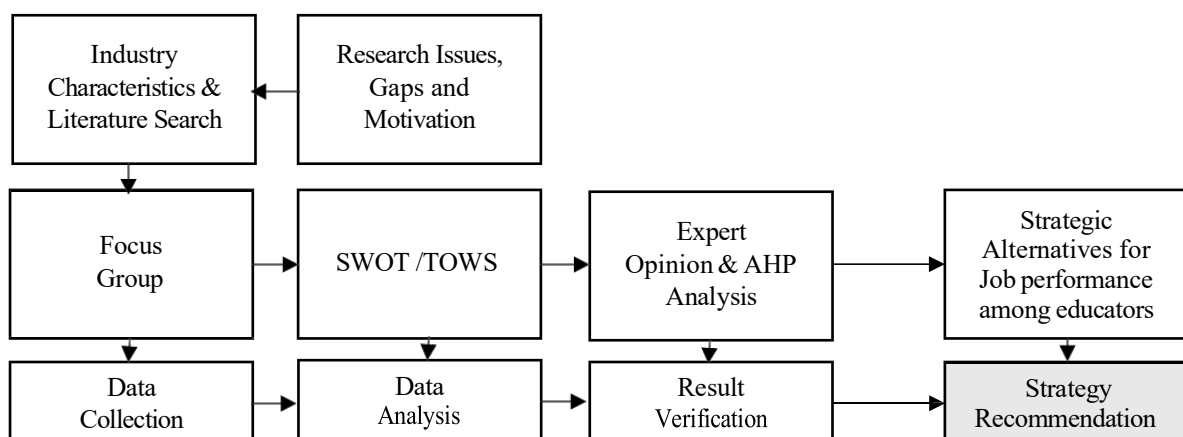 Industry
Characteristics &
Literature Search
Research Issues,
Gaps and
Motivation
Focus
Group
SWOT /TOWS
Expert
Opinion & AHP
Analysis
Strategic
Alternatives for
Job performance
among educators
Data
Collection
Data
Analysis
Result
Verification
Strategy
Recommendation